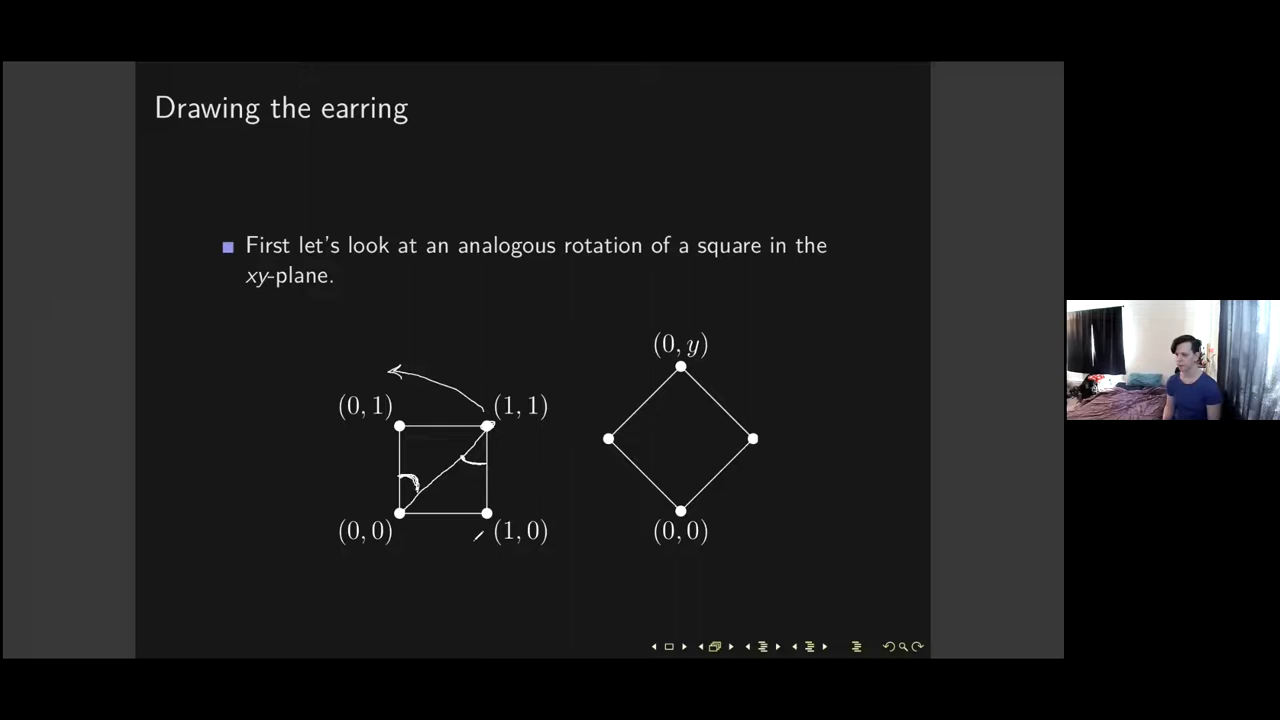 Drawing the earring
First let's look at an analogous rotation of a square in the
xy-plane.
(0, y)
(0, 1)
(1, 1)
(0, 0)
(1, 0)
(0, 0)